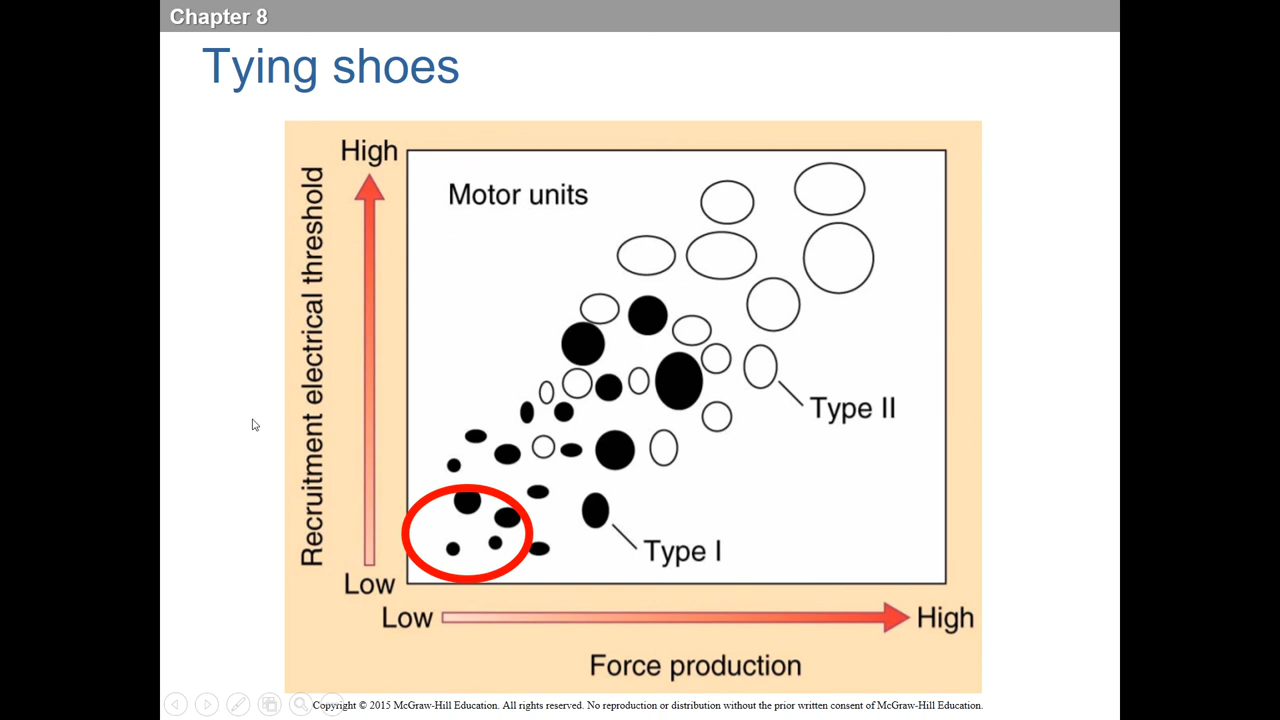 Chapter 8
Tying shoes
High
Motor units
Recruitment electrical threshold
Type II
Type I
Low
Low
High
Force production
Copyright © 2015 McGraw-Hill Education. All rights reserved. No reproduction or distribution without the prior written consent of McGraw-Hill Education.